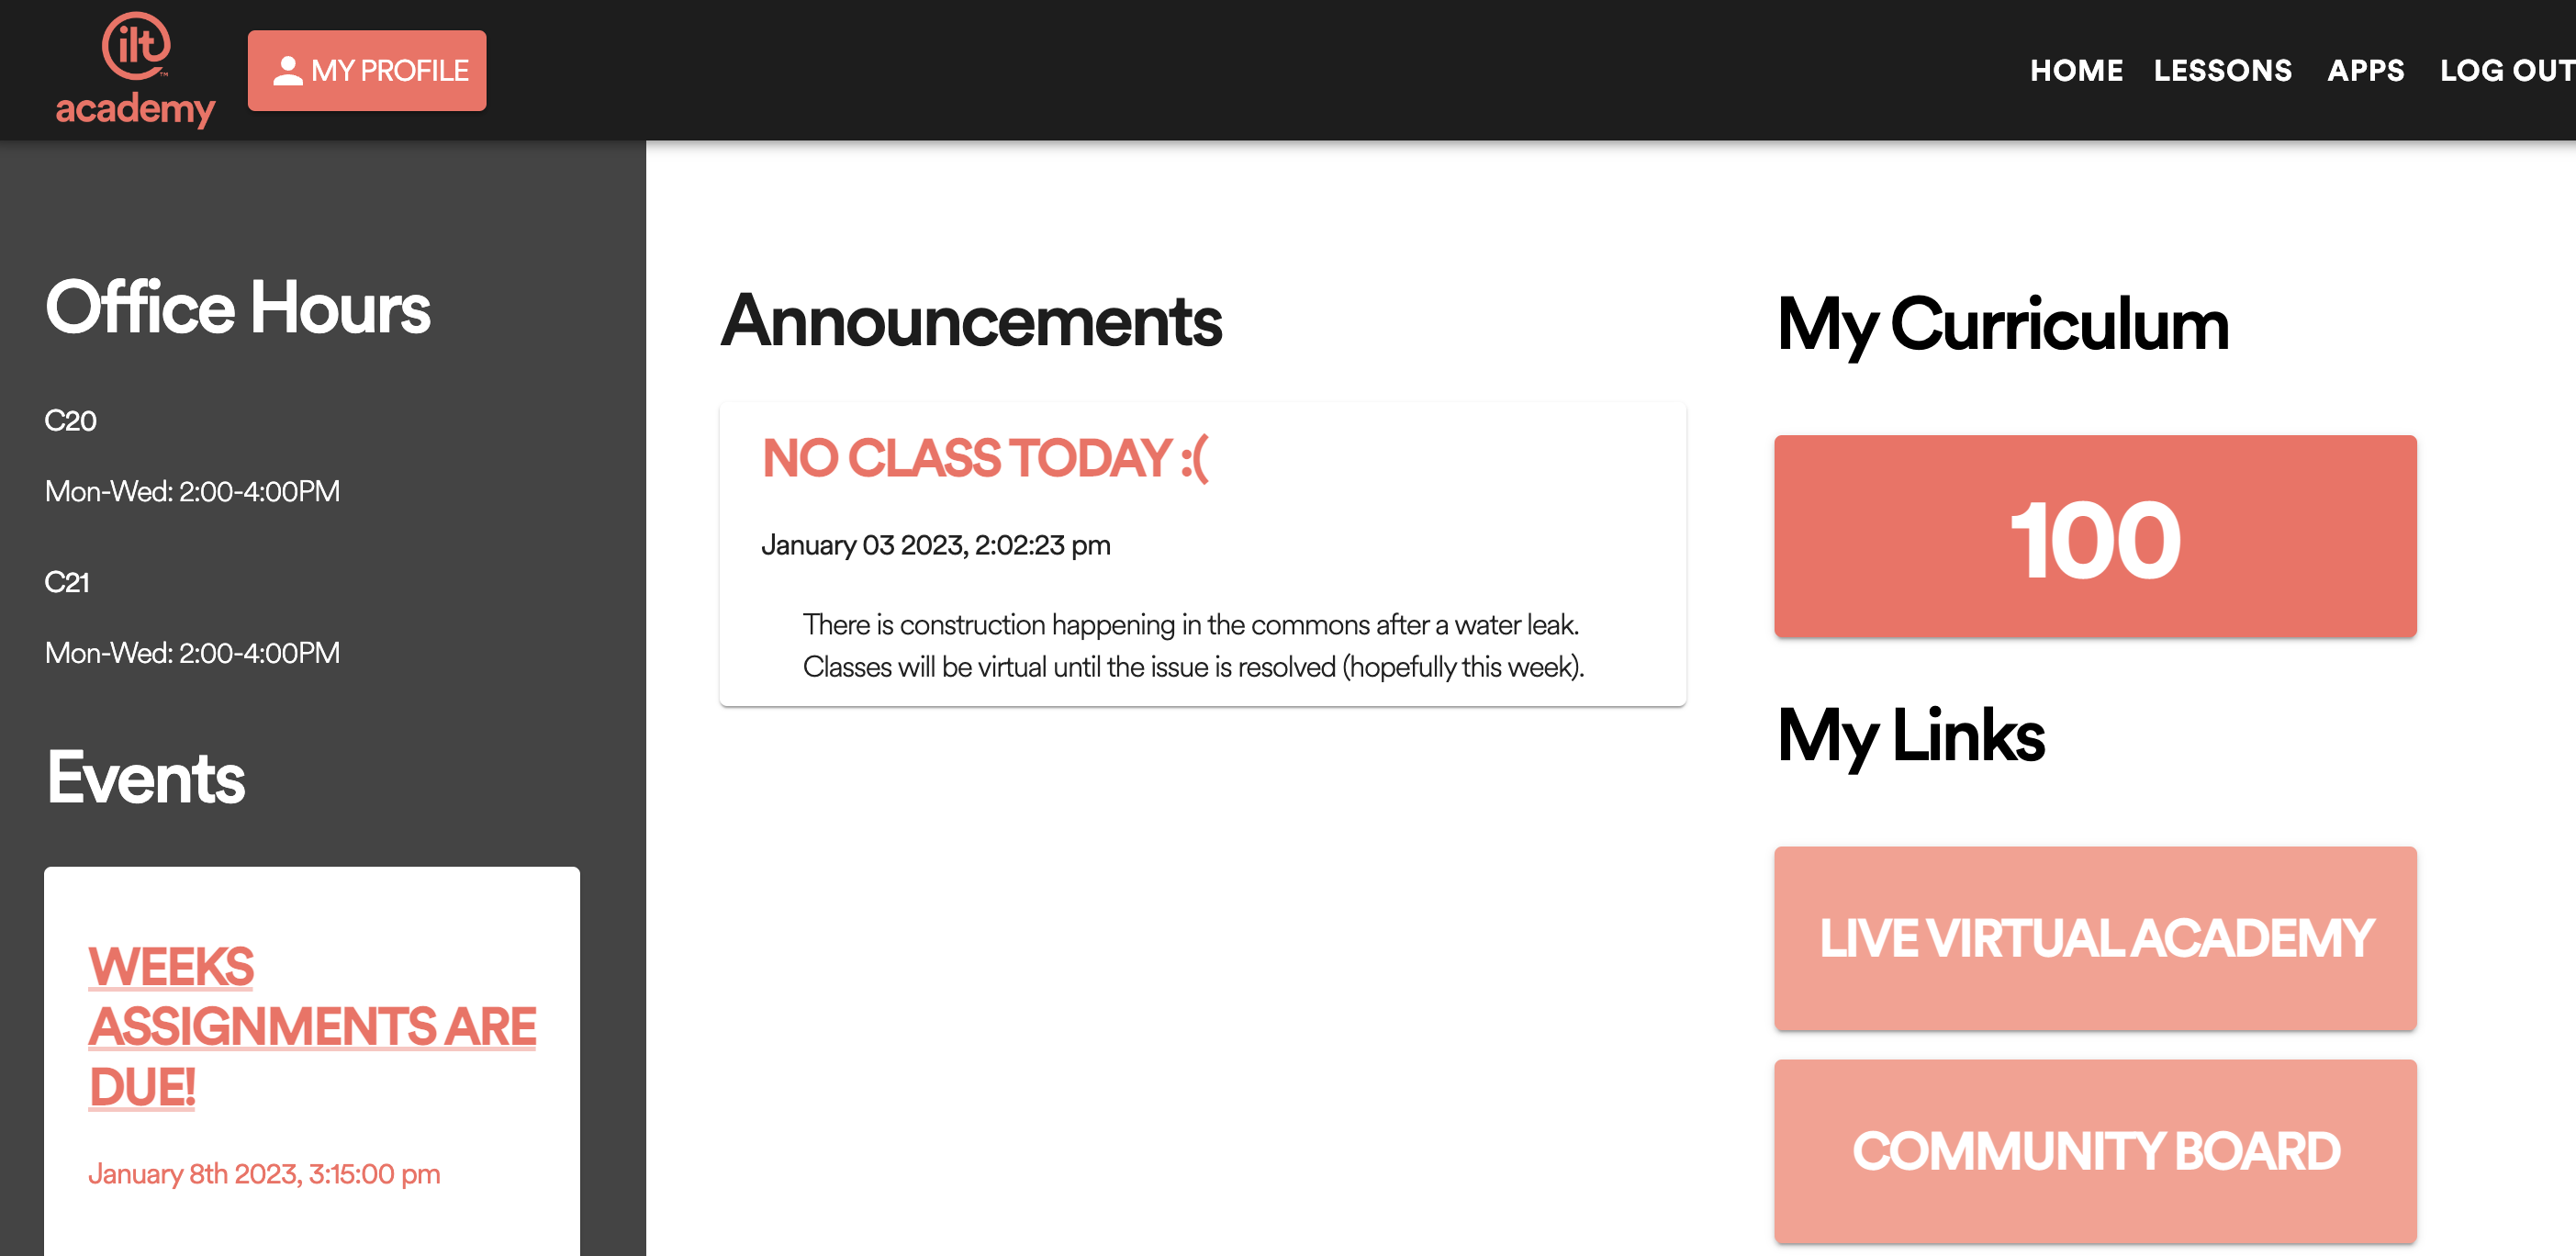 ilt
academy
MY PROFILE
HOME LESSONS APPS LOG OUT
Office Hours
C20
Mon-Wed: 2:00-4:00PM
C21
Mon-Wed: 2:00-4:00PM
Events
WEEKS
ASSIGNMENTS ARE
DUE!
January 8th 2023, 3:15:00 pm
Announcements
NO CLASS TODAY :(
January 03 2023, 2:02:23 pm
There is construction happening in the commons after a water leak.
Classes will be virtual until the issue is resolved (hopefully this week).
My Curriculum
100
My Links
LIVE VIRTUAL ACADEMY
COMMUNITY BOARD